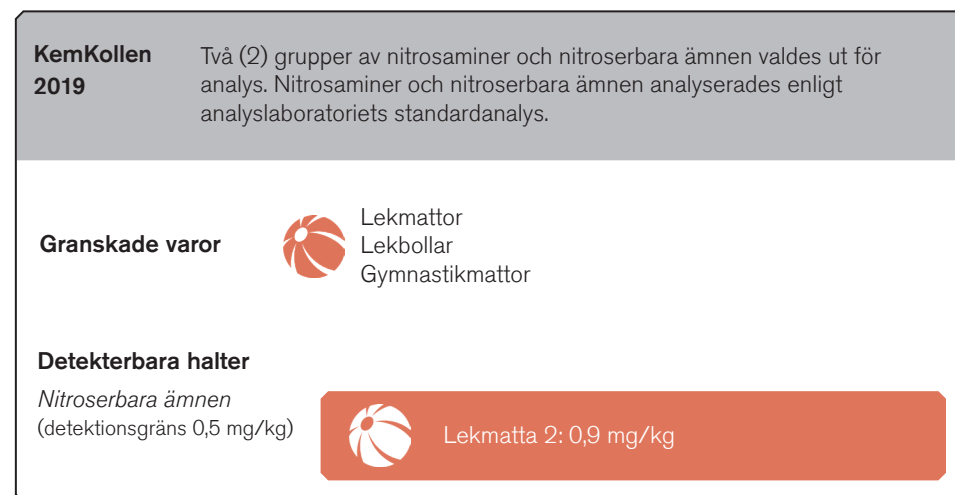 KemKollen
2019
Två (2) grupper av nitrosaminer och nitroserbara ämnen valdes ut för
analys. Nitrosaminer och nitroserbara ämnen analyserades enligt
analyslaboratoriets standardanalys.
Granskade varor
Lekmattor
Lekbollar
Gymnastikmattor
Detekterbara halter
Nitroserbara ämnen
(detektionsgräns 0,5 mg/kg)
Lekmatta 2: 0,9 mg/kg